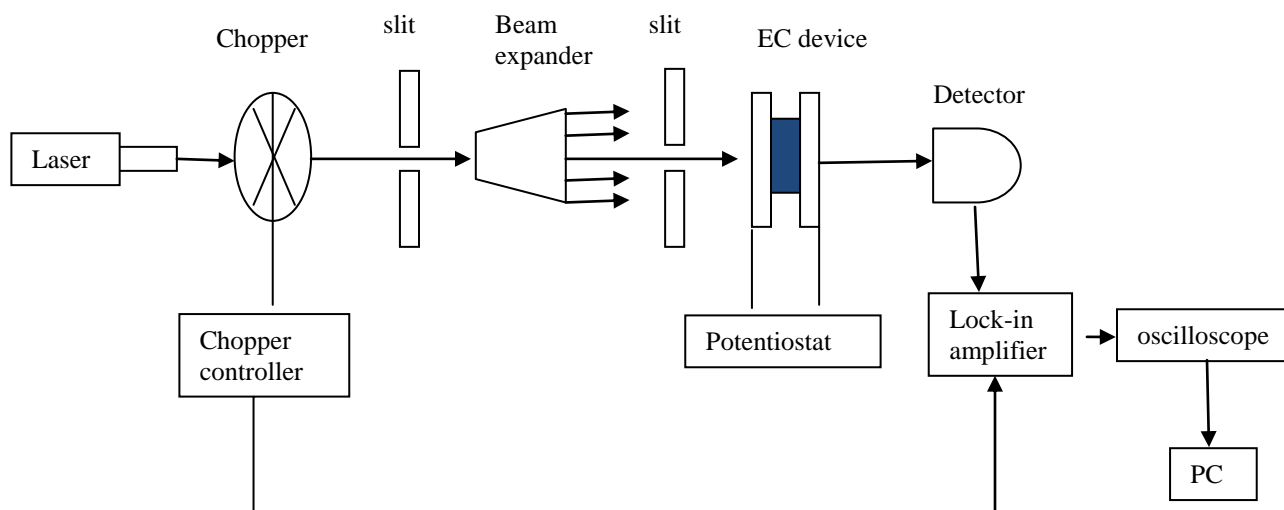 Chopper
slit
Beam
expander
slit
EC device
Detector
Laser
Chopper
controller
Potentiostat
Lock-in
amplifier
oscilloscope
PC